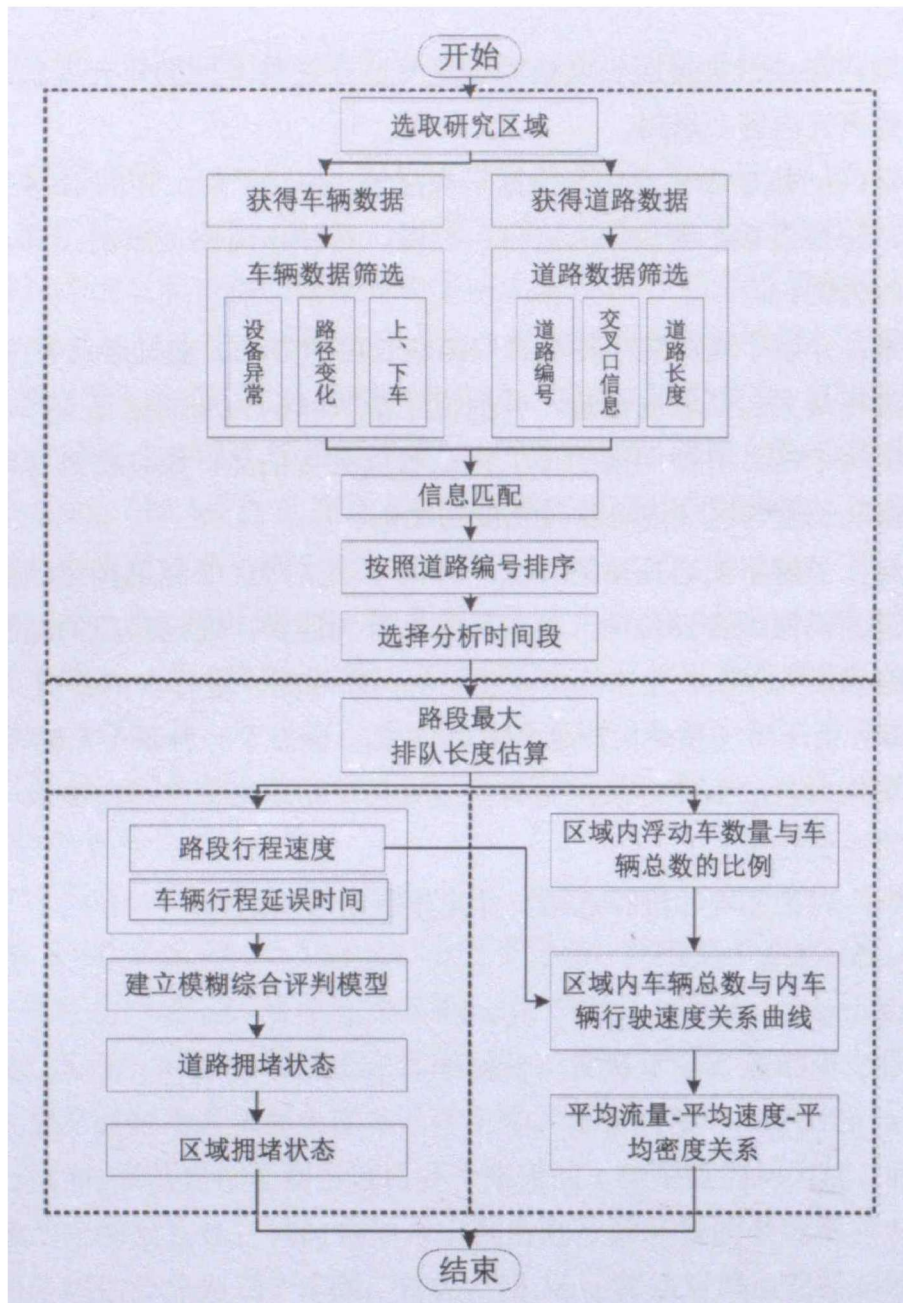 开始
选取研究区域
获得车辆数据
获得道路数据
车辆数据筛选
设备异常
路径变化
上、下车
道路数据筛选
道路编号
交叉口信息
道路长度
信息匹配
按照道路编号排序
选择分析时间段
路段最大
排队长度估算
路段行程速度
车辆行程延误时间
建立模糊综合评判模型
道路拥堵状态
区域拥堵状态
区域内浮动车数量与车
辆总数的比例
区域内车辆总数与内车
辆行驶速度关系曲线
平均流量-平均速度-平
均密度关系
结束